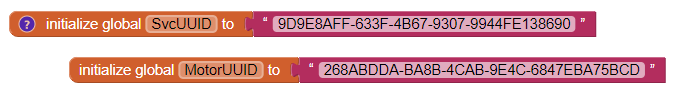 ? initialize global SvcUUID to " 9D9E8AFF-633F-4B67-9307-9944FE138690 "
initialize global MotorUUID to " 268ABDDA-BA8B-4CAB-9E4C-6847EBA75BCD "